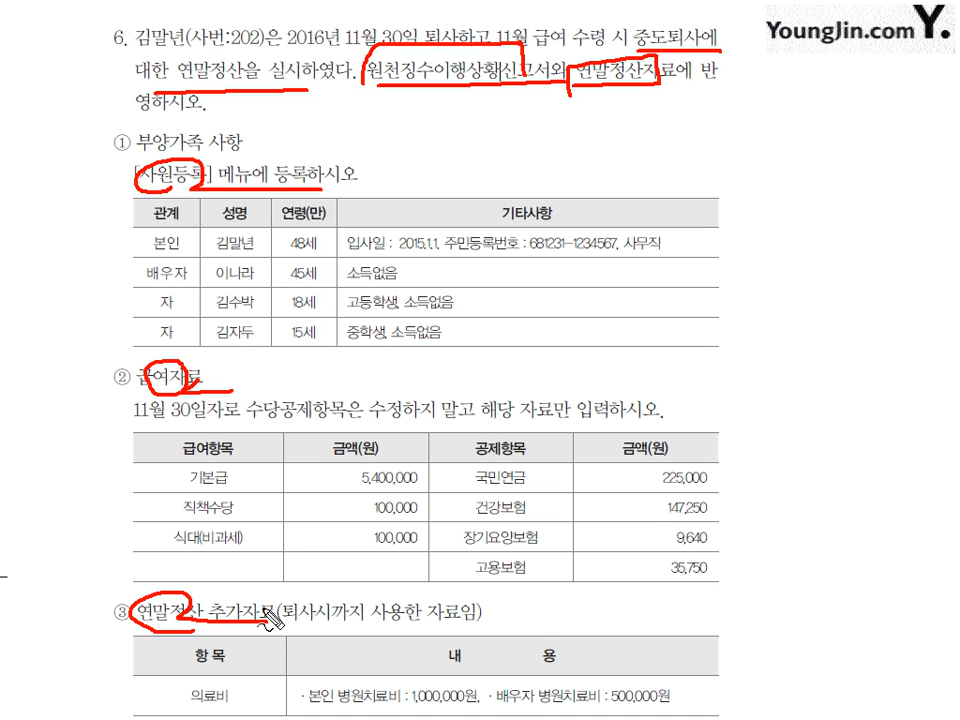 Younglin.com Y.
6. 김말년(사번:202)은 2016년 11월 30일 퇴사하고 11월 급여 수령 시 중도퇴사에
대한 연말정산을 실시하였다. 원천징수이행상황신고서와 연말정산자료에 반
영하시오.
① 부양가족 사항
[사원등록] 메뉴에 등록하시오
관계 성명 연령(만) 기타사항
본인 김말년 48세 입사일 : 2015.1.1, 주민등록번호 : 681231-1234567, 사무직
배우자 이나라 45세 소득없음
자 김수박 18세 고등학생, 소득없음
자 김자두 15세 중학생, 소득없음
② 급여자료
11월 30일자로 수당공제항목은 수정하지 말고 해당 자료만 입력하시오.
급여항목 금액(원) 공제항목 금액(원)
기본급 5,400,000 국민연금 225,000
직책수당 100,000 건강보험 147,250
식대(비과세) 100,000 장기요양보험 9,640
고용보험 35,750
③ 연말정산 추가자료(퇴사시까지 사용한 자료임)
항 목 내 용
의료비 · 본인 병원치료비 : 1,000,000원, · 배우자 병원치료비 : 500,000원